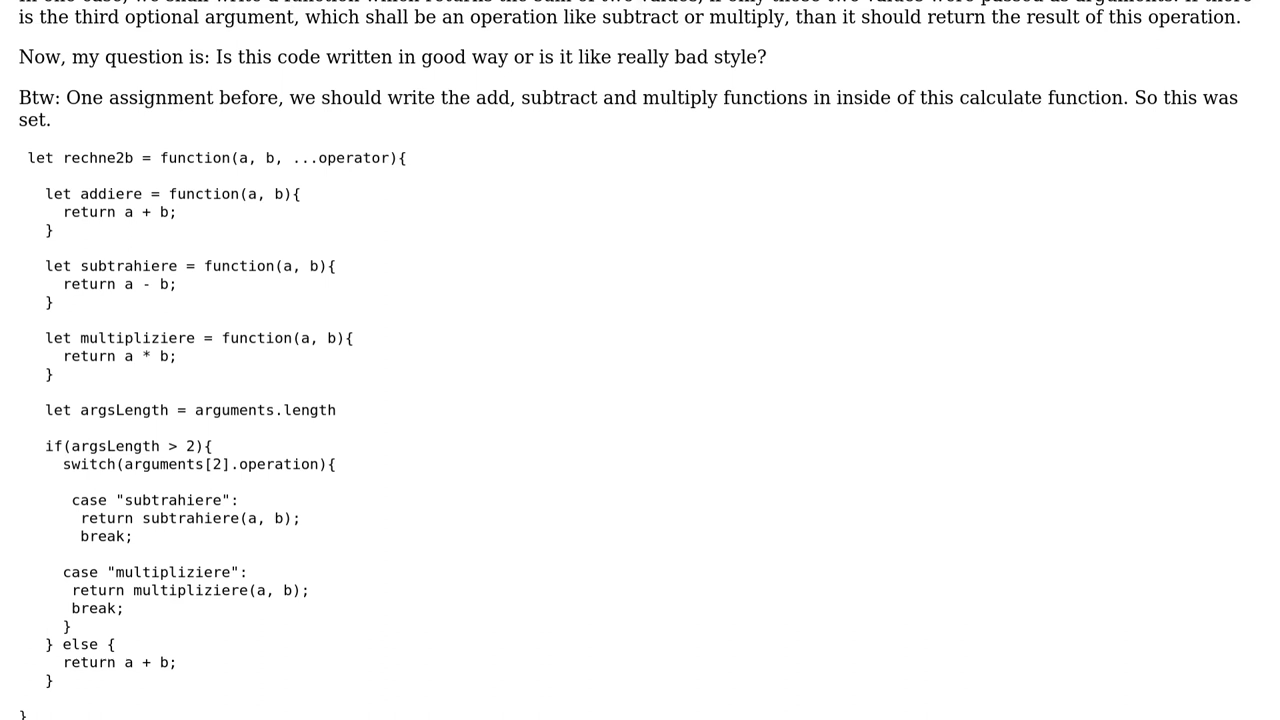 is the third optional argument, which shall be an operation like subtract or multiply, than it should return the result of this operation.
Now, my question is: Is this code written in good way or is it like really bad style?
Btw: One assignment before, we should write the add, subtract and multiply functions in inside of this calculate function. So this was
set.
let rechne2b = function(a, b, ...operator){
let addiere = function(a, b){
return a + b;
}
let subtrahiere = function(a, b){
return a - b;
}
let multipliziere = function(a, b){
return a * b;
}
let argsLength = arguments.length
if(argsLength > 2){
switch(arguments[2].operation){
case "subtrahiere":
return subtrahiere(a, b);
break;
case "multipliziere":
return multipliziere(a, b);
break;
}
} else {
return a + b;
}
}